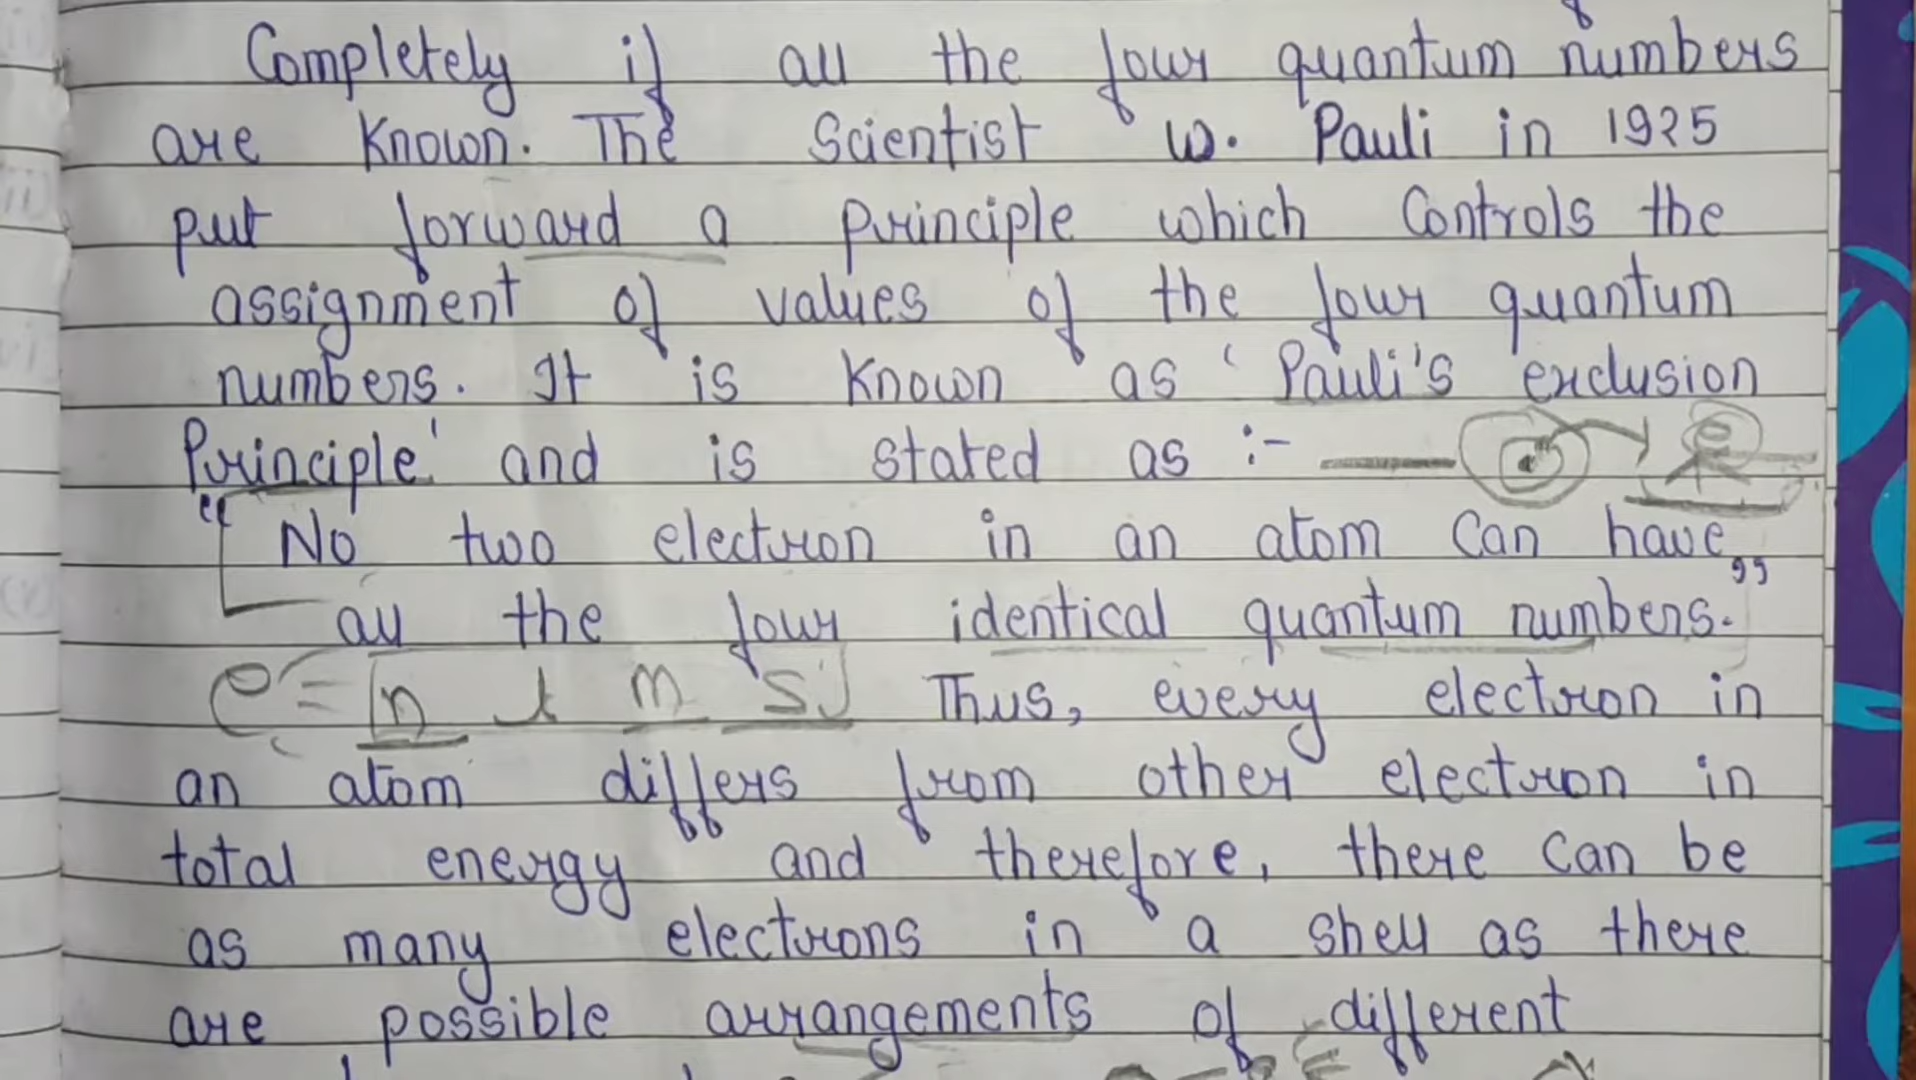 Completely if all the four quantum numbers
are known. The Scientist W. Pauli in 1925
put forward a principle which controls the
assignment of values of the four quantum
numbers. It is known as 'Pauli's exclusion
Principle' and is stated as :-
"No two electron in an atom can have
all the four identical quantum numbers."
e = n l m s Thus, every electron in
an atom differs from other electron in
total energy and therefore, there can be
as many electrons in a shell as there
are possible arrangements of different